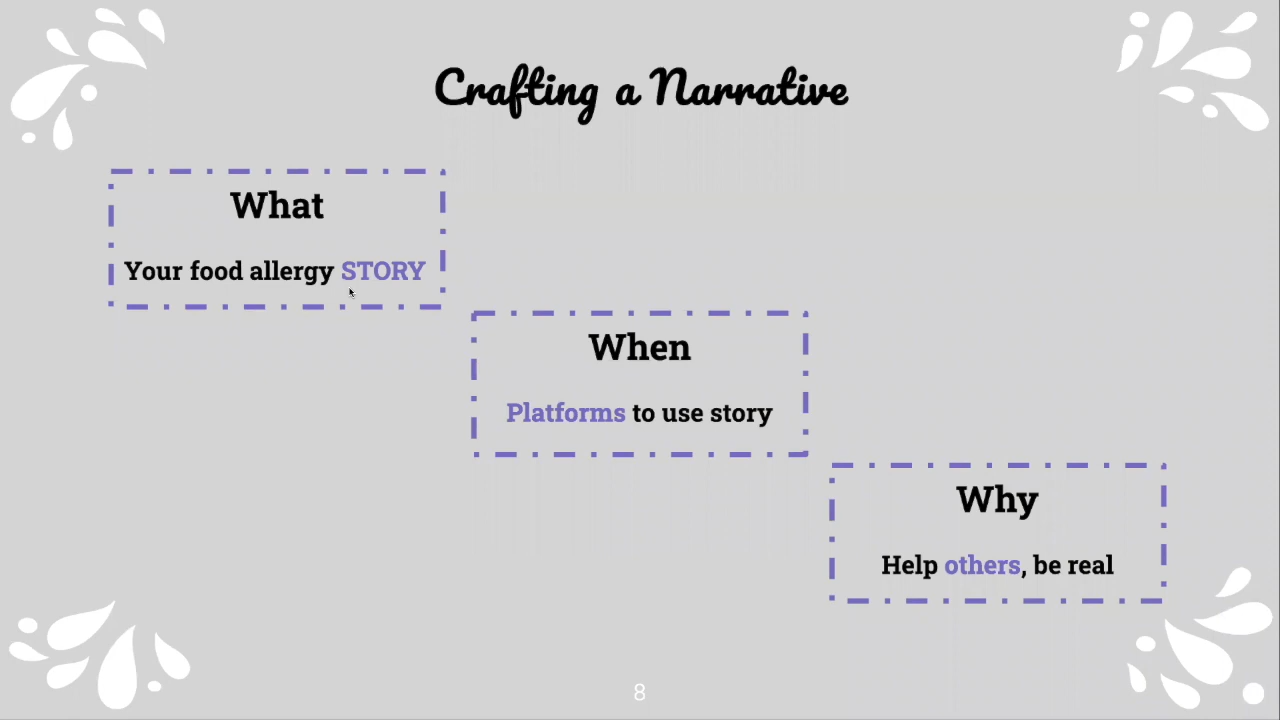 Crafting a Narrative
What
Your food allergy STORY
When
Platforms to use story
Why
Help others, be real
8